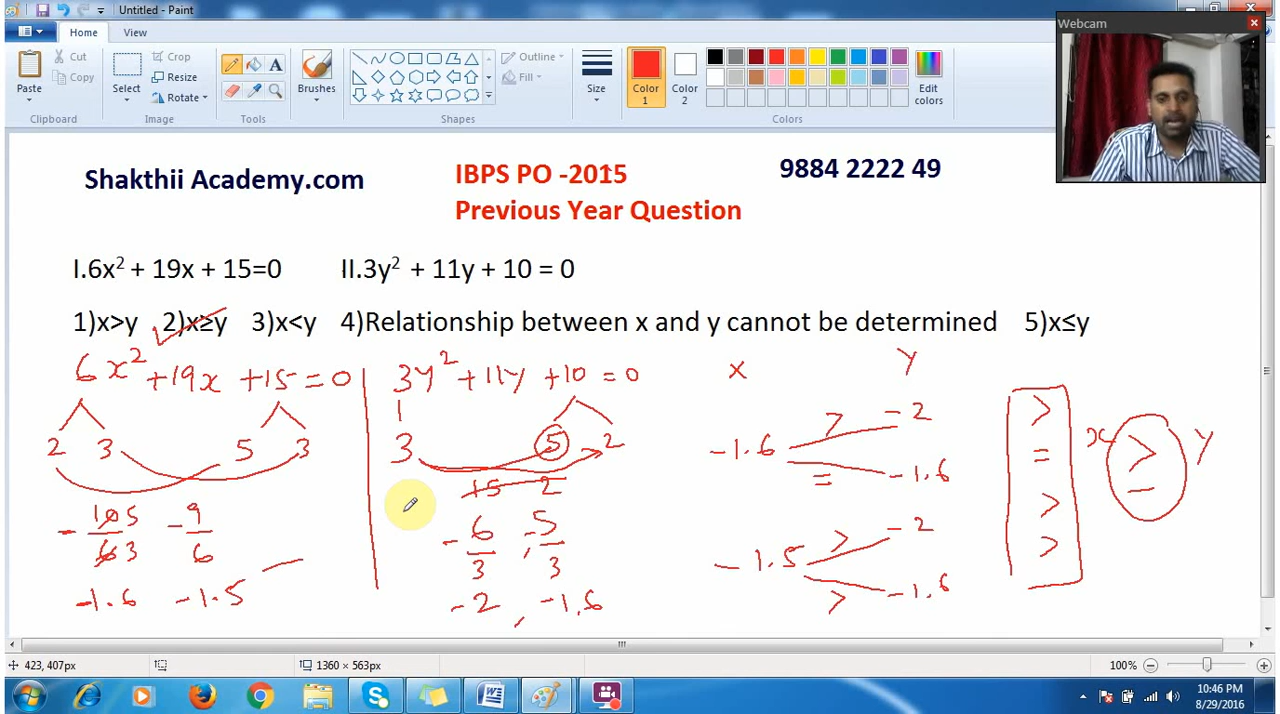 Untitled - Paint
Webcam
Home View
Cut
Copy
Paste
Clipboard
Select
Crop
Resize
Rotate
Image
A
Tools
Brushes
Outline
Fill
Shapes
Size
Color 1
Color 2
Edit colors
Colors
Shakthii Academy.com
IBPS PO -2015
9884 2222 49
Previous Year Question
I.6x² + 19x + 15=0 II.3y² + 11y + 10 = 0
1)x>y 2)x≥y 3)x<y 4)Relationship between x and y cannot be determined 5)x≤y
6x² +19x +15 = 0
2 3 5 3
-10/6 5/3 -9/6
-1.6 -1.5
3y² +11y +10 = 0
3 5 2
15 2
-6/3 , -5/3
-2 , -1.6
x y
-1.6 > -2
= -1.6
-1.5 > -2
> -1.6
>
=
>
>
x ≥ y
423, 407px
1360 × 563px
100%
10:46 PM
8/29/2016